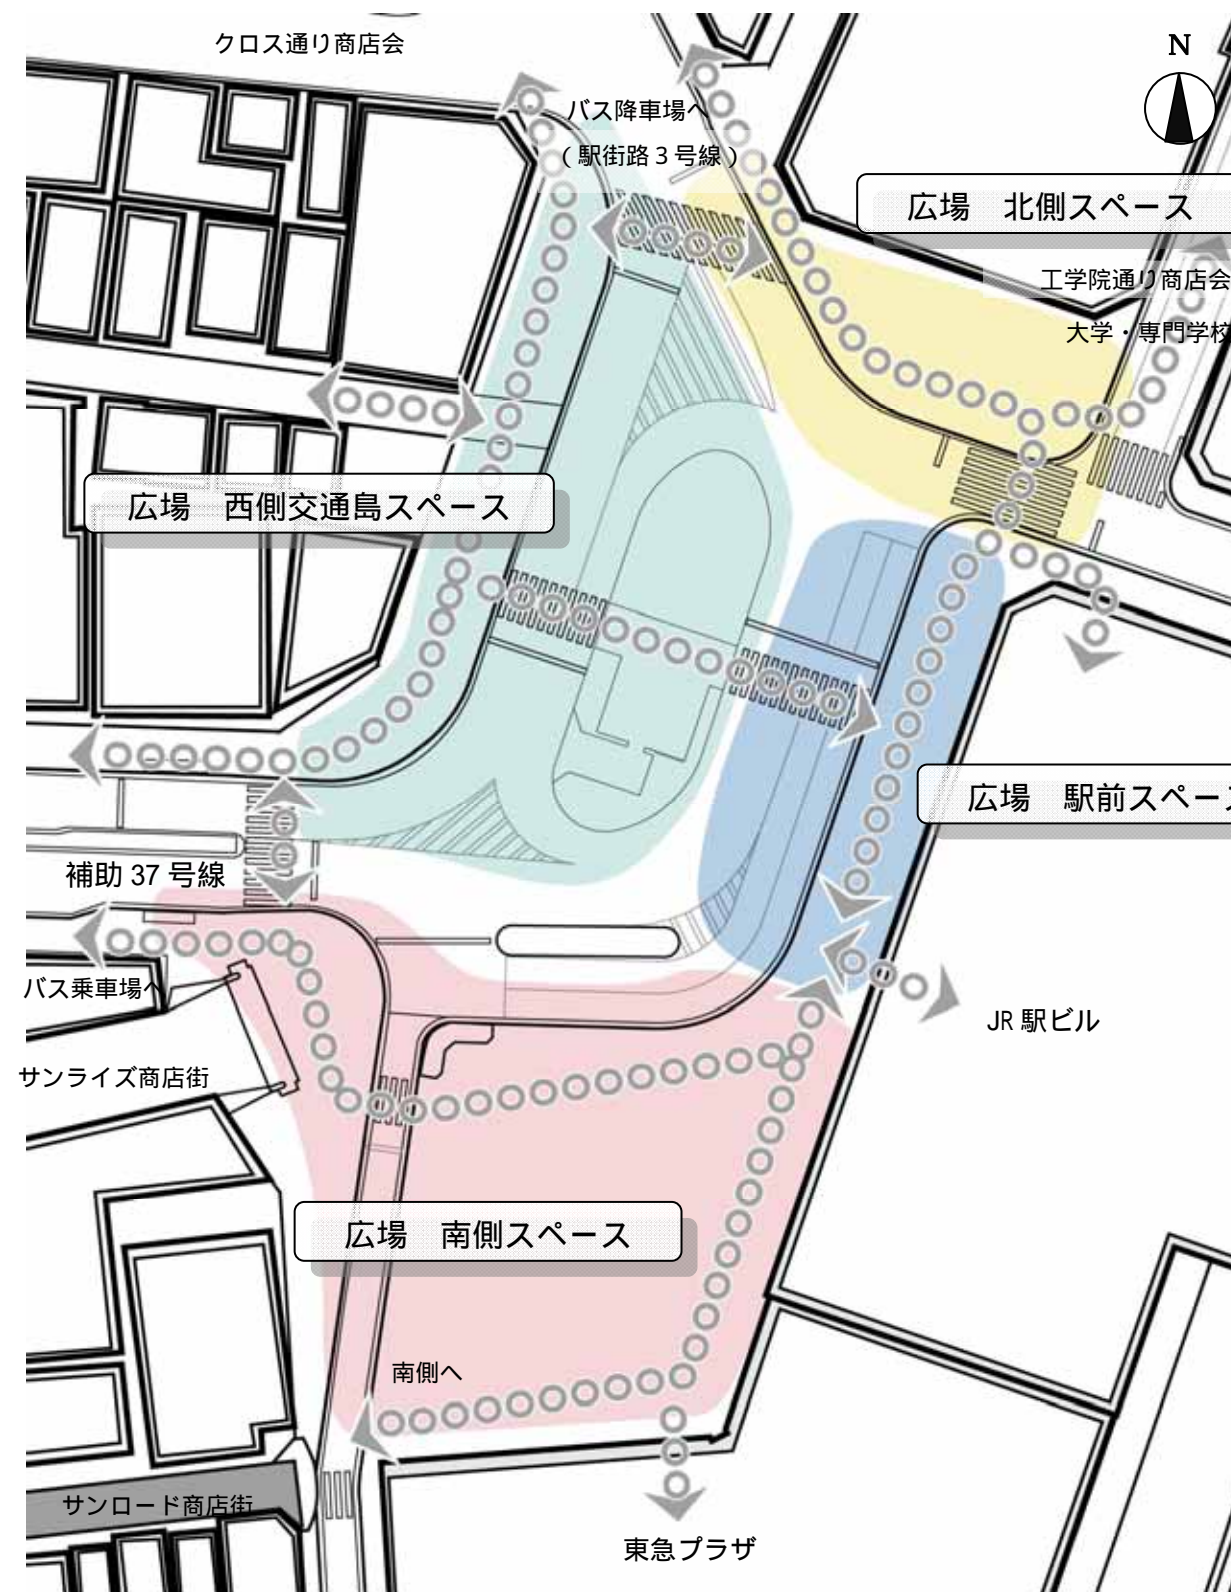 クロス通り商店会
N
バス降車場へ
（駅街路３号線）
広場　北側スペース
工学院通り商店会
大学・専門学校
広場　西側交通島スペース
広場　駅前スペー
補助 37 号線
バス乗車場へ
JR 駅ビル
サンライズ商店街
広場　南側スペース
南側へ
サンロード商店街
東急プラザ